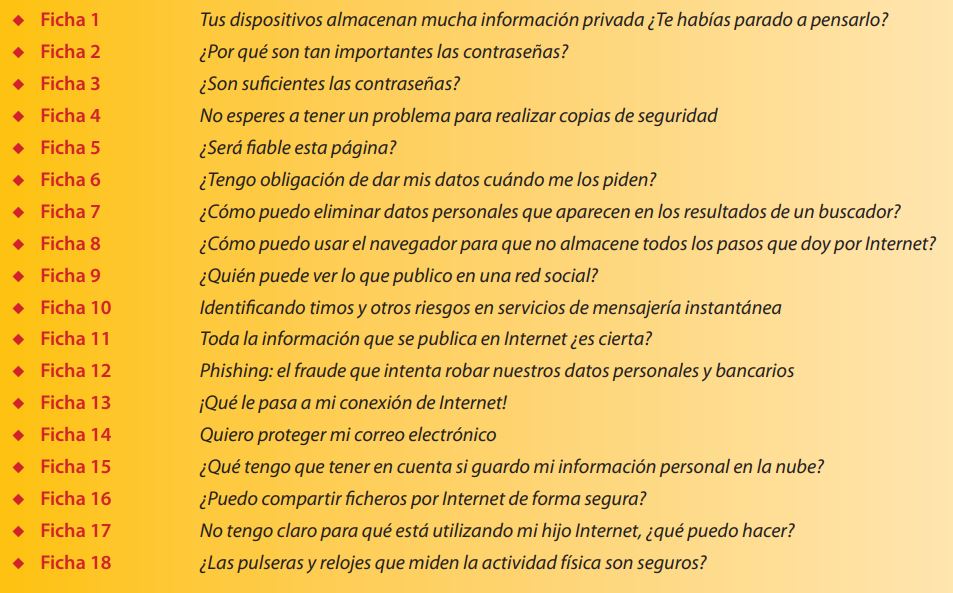 ◆ Ficha 1 Tus dispositivos almacenan mucha información privada ¿Te habías parado a pensarlo?
◆ Ficha 2 ¿Por qué son tan importantes las contraseñas?
◆ Ficha 3 ¿Son suficientes las contraseñas?
◆ Ficha 4 No esperes a tener un problema para realizar copias de seguridad
◆ Ficha 5 ¿Será fiable esta página?
◆ Ficha 6 ¿Tengo obligación de dar mis datos cuándo me los piden?
◆ Ficha 7 ¿Cómo puedo eliminar datos personales que aparecen en los resultados de un buscador?
◆ Ficha 8 ¿Cómo puedo usar el navegador para que no almacene todos los pasos que doy por Internet?
◆ Ficha 9 ¿Quién puede ver lo que publico en una red social?
◆ Ficha 10 Identificando timos y otros riesgos en servicios de mensajería instantánea
◆ Ficha 11 Toda la información que se publica en Internet ¿es cierta?
◆ Ficha 12 Phishing: el fraude que intenta robar nuestros datos personales y bancarios
◆ Ficha 13 ¡Qué le pasa a mi conexión de Internet!
◆ Ficha 14 Quiero proteger mi correo electrónico
◆ Ficha 15 ¿Qué tengo que tener en cuenta si guardo mi información personal en la nube?
◆ Ficha 16 ¿Puedo compartir ficheros por Internet de forma segura?
◆ Ficha 17 No tengo claro para qué está utilizando mi hijo Internet, ¿qué puedo hacer?
◆ Ficha 18 ¿Las pulseras y relojes que miden la actividad física son seguros?